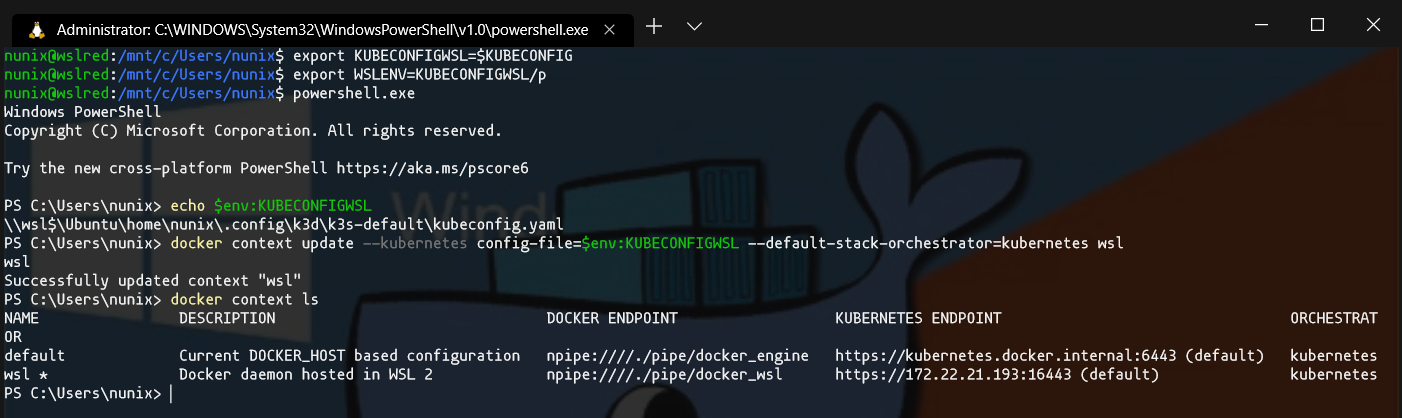 Administrator: C:\WINDOWS\System32\WindowsPowerShell\v1.0\powershell.exe
nunix@wslred:/mnt/c/Users/nunix$ export KUBECONFIGWSL=$KUBECONFIG
nunix@wslred:/mnt/c/Users/nunix$ export WSLENV=KUBECONFIGWSL/p
nunix@wslred:/mnt/c/Users/nunix$ powershell.exe
Windows PowerShell
Copyright (C) Microsoft Corporation. All rights reserved.
Try the new cross-platform PowerShell https://aka.ms/pscore6
PS C:\Users\nunix> echo $env:KUBECONFIGWSL
\\wsl$\Ubuntu\home\nunix\.config\k3d\k3s-default\kubeconfig.yaml
PS C:\Users\nunix> docker context update --kubernetes config-file=$env:KUBECONFIGWSL --default-stack-orchestrator=kubernetes wsl
wsl
Successfully updated context "wsl"
PS C:\Users\nunix> docker context ls
NAME DESCRIPTION DOCKER ENDPOINT KUBERNETES ENDPOINT ORCHESTRAT
OR
default Current DOCKER_HOST based configuration npipe:////./pipe/docker_engine https://kubernetes.docker.internal:6443 (default) kubernetes
wsl * Docker daemon hosted in WSL 2 npipe:////./pipe/docker_wsl https://172.22.21.193:16443 (default) kubernetes
PS C:\Users\nunix>
Wind